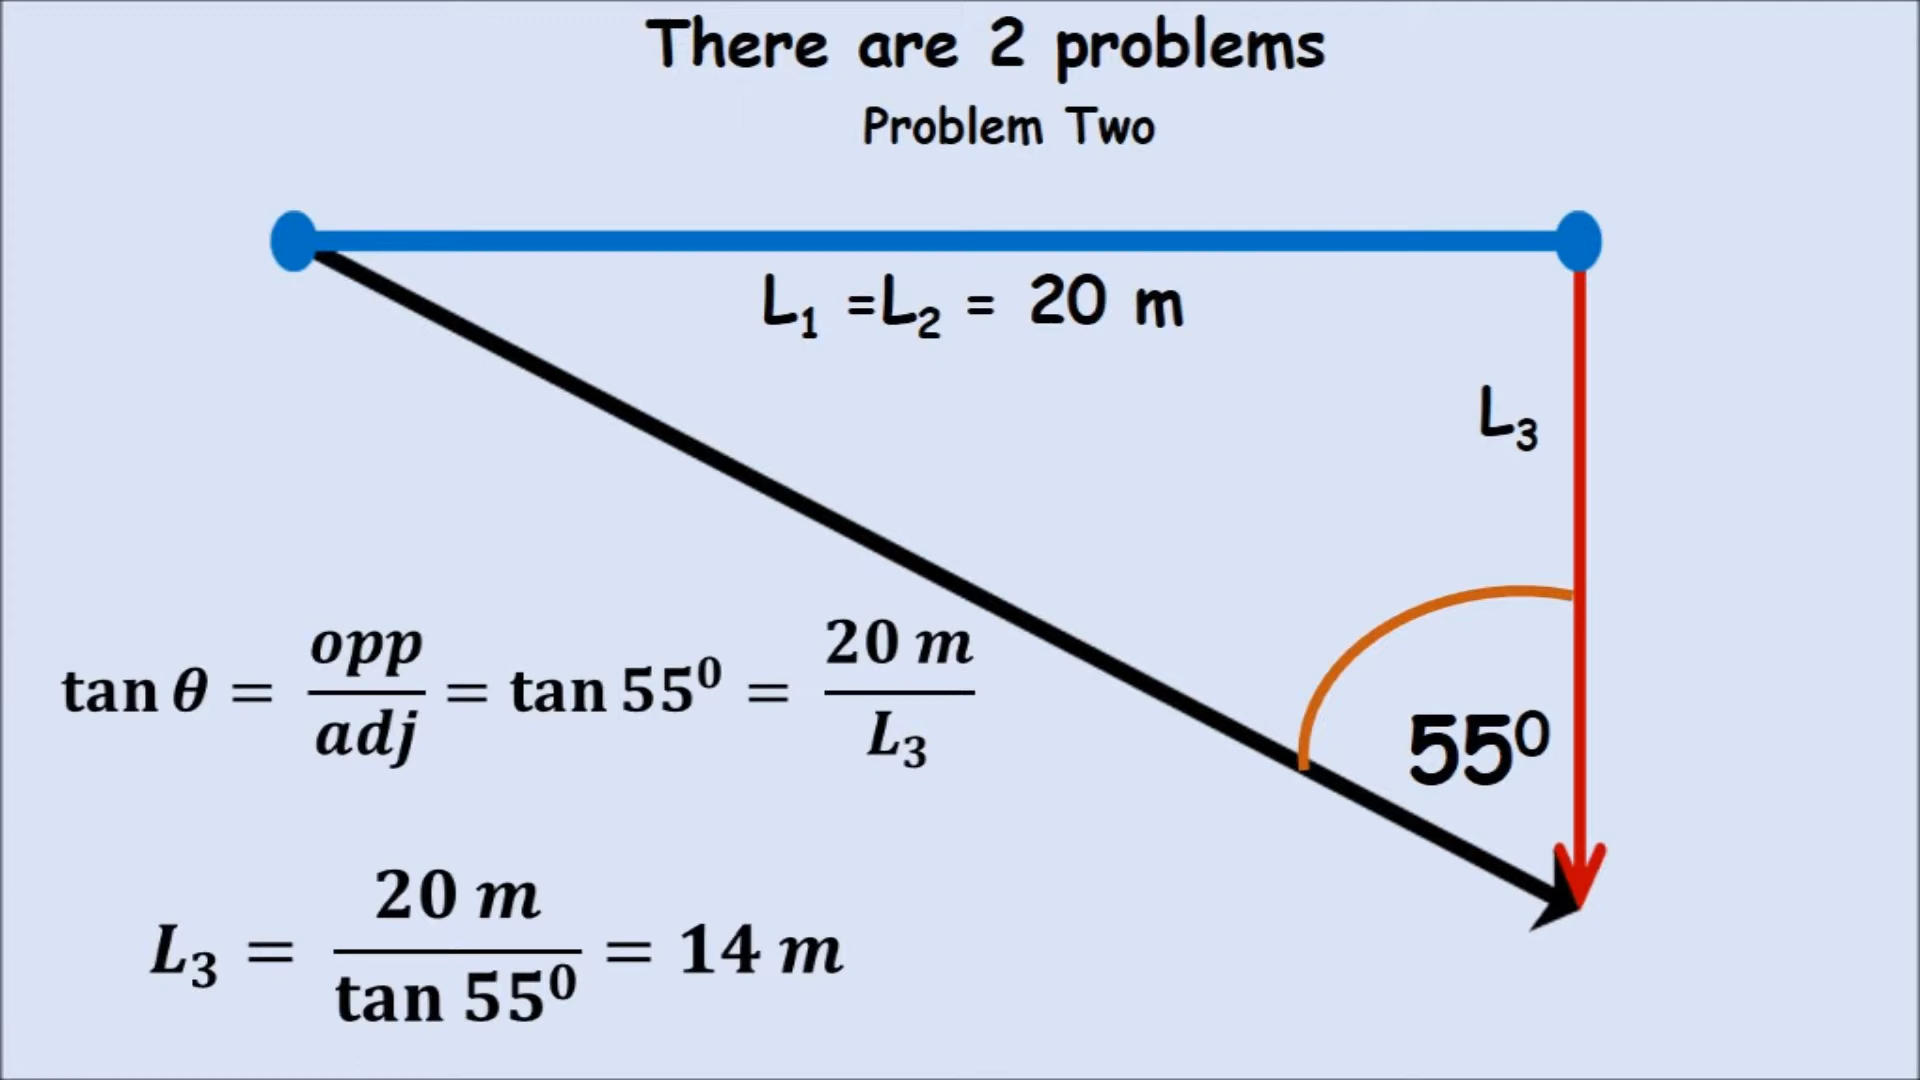 There are 2 problems
Problem Two
L₁ =L₂ = 20 m
L₃
tan θ = opp/adj = tan 55⁰ = 20 m/L₃
55⁰
L₃ = 20 m/tan 55⁰ = 14 m